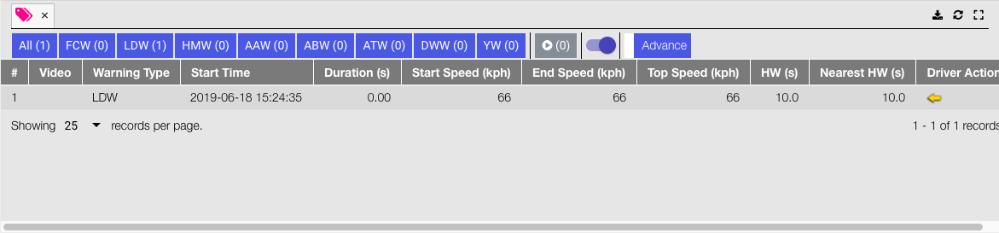 All (1) FCW (0) LDW (1) HMW (0) AAW (0) ABW (0) ATW (0) DWW (0) YW (0) (0) Advance
# Video Warning Type Start Time Duration (s) Start Speed (kph) End Speed (kph) Top Speed (kph) HW (s) Nearest HW (s) Driver Action
1 LDW 2019-06-18 15:24:35 0.00 66 66 66 10.0 10.0
Showing 25 records per page. 1 - 1 of 1 records